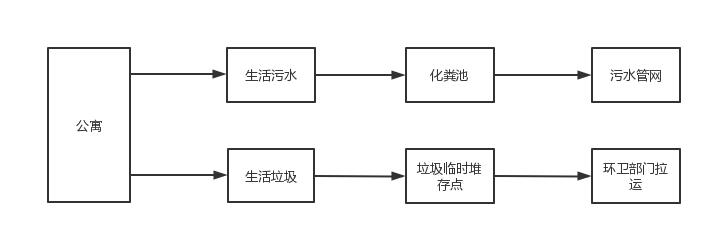 公寓
生活污水
化粪池
污水管网
生活垃圾
垃圾临时堆
存点
环卫部门拉
运